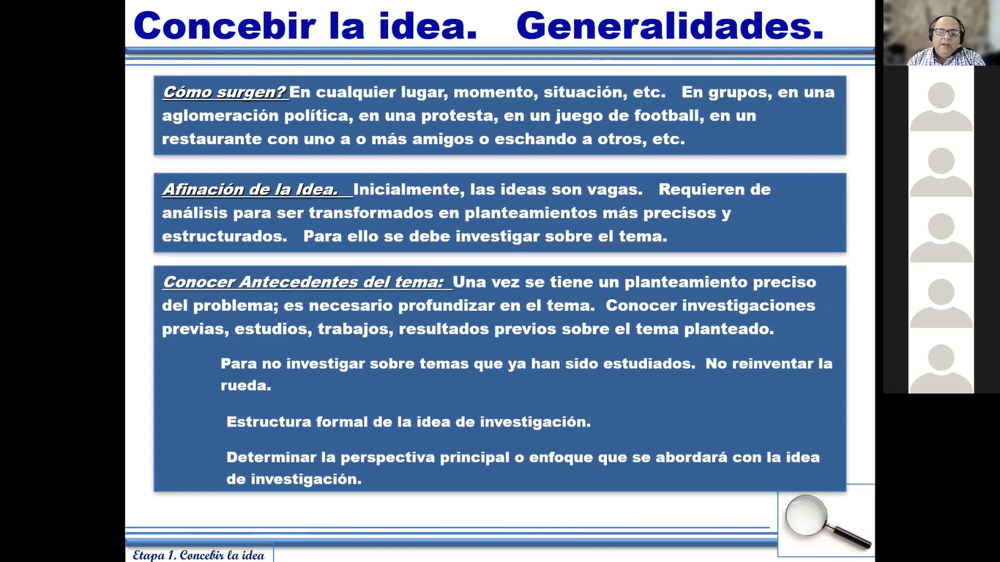 Concebir la idea. Generalidades.
Cómo surgen? En cualquier lugar, momento, situación, etc. En grupos, en una
aglomeración política, en una protesta, en un juego de football, en un
restaurante con uno a o más amigos o eschando a otros, etc.
Afinación de la Idea. Inicialmente, las ideas son vagas. Requieren de
análisis para ser transformados en planteamientos más precisos y
estructurados. Para ello se debe investigar sobre el tema.
Conocer Antecedentes del tema: Una vez se tiene un planteamiento preciso
del problema; es necesario profundizar en el tema. Conocer investigaciones
previas, estudios, trabajos, resultados previos sobre el tema planteado.
Para no investigar sobre temas que ya han sido estudiados. No reinventar la
rueda.
Estructura formal de la idea de investigación.
Determinar la perspectiva principal o enfoque que se abordará con la idea
de investigación.
Etapa 1. Concebir la idea